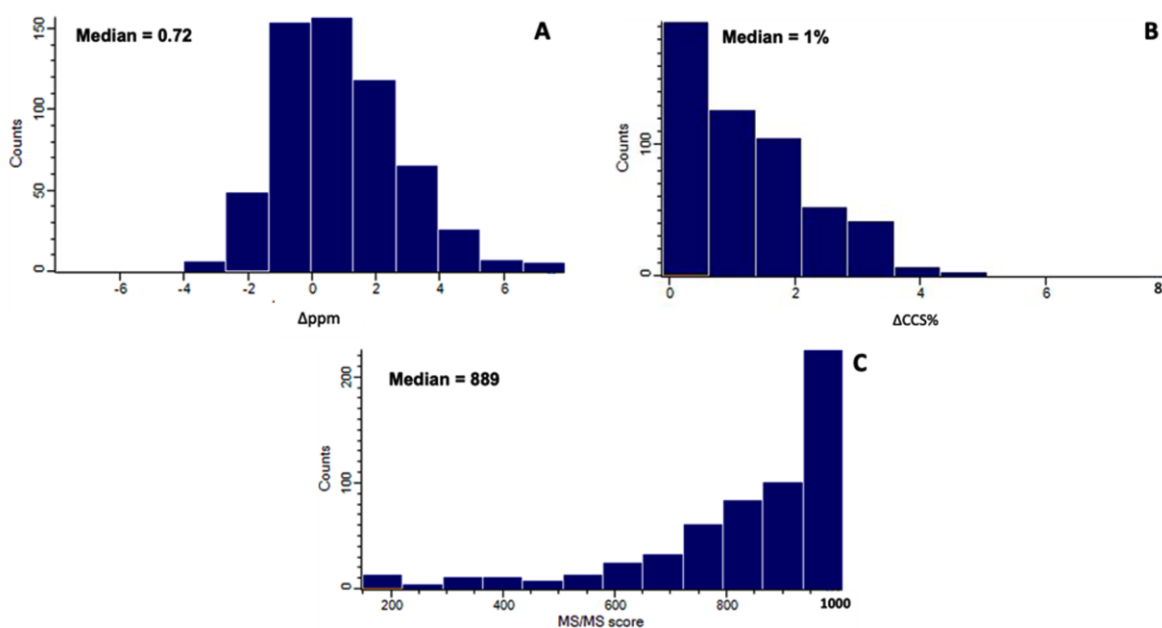 Median = 0.72
A
150
100
50
0
Counts
-6 -4 -2 0 2 4 6
Δppm
Median = 1%
B
100
0
Counts
0 2 4 6 8
ΔCCS%
Median = 889
C
200
100
0
Counts
200 400 600 800 1000
MS/MS score